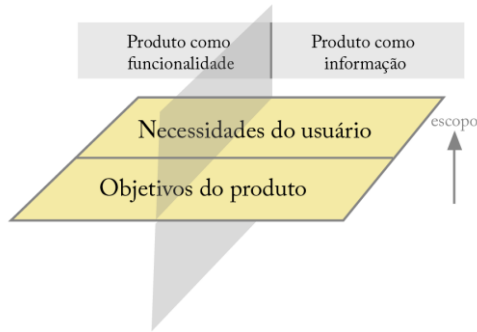 Produto como
funcionalidade
Produto como
informação
Necessidades do usuário
escopo
Objetivos do produto